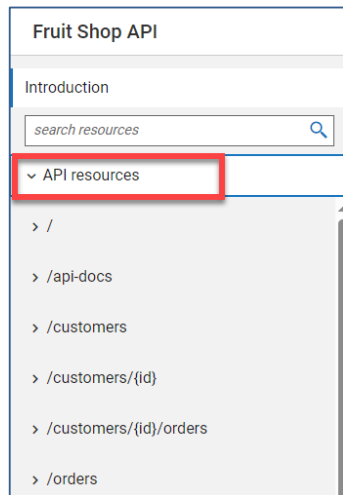 Fruit Shop API
Introduction
search resources
API resources
/
/api-docs
/customers
/customers/{id}
/customers/{id}/orders
/orders